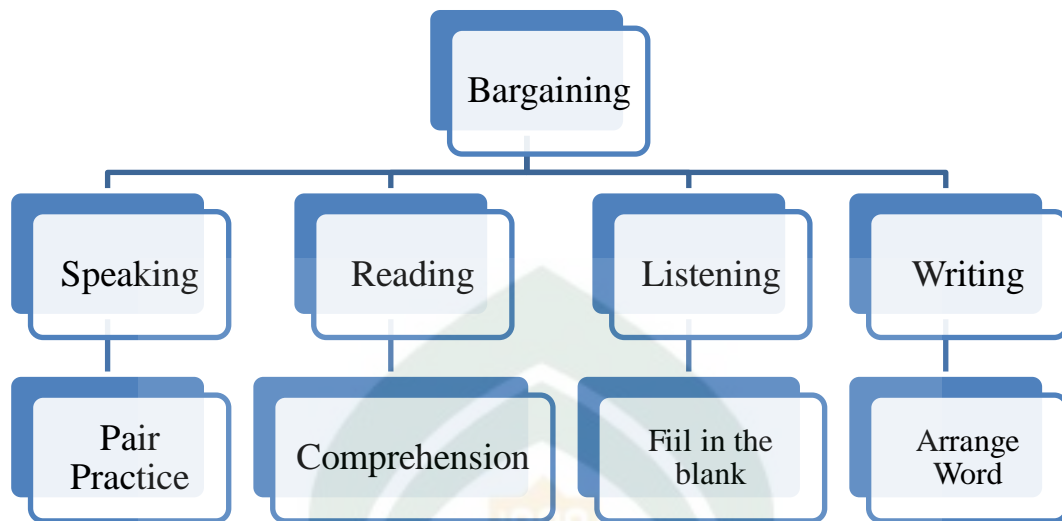 Bargaining
Speaking
Reading
Listening
Writing
Pair
Practice
Comprehension
Fiil in the
blank
Arrange
Word